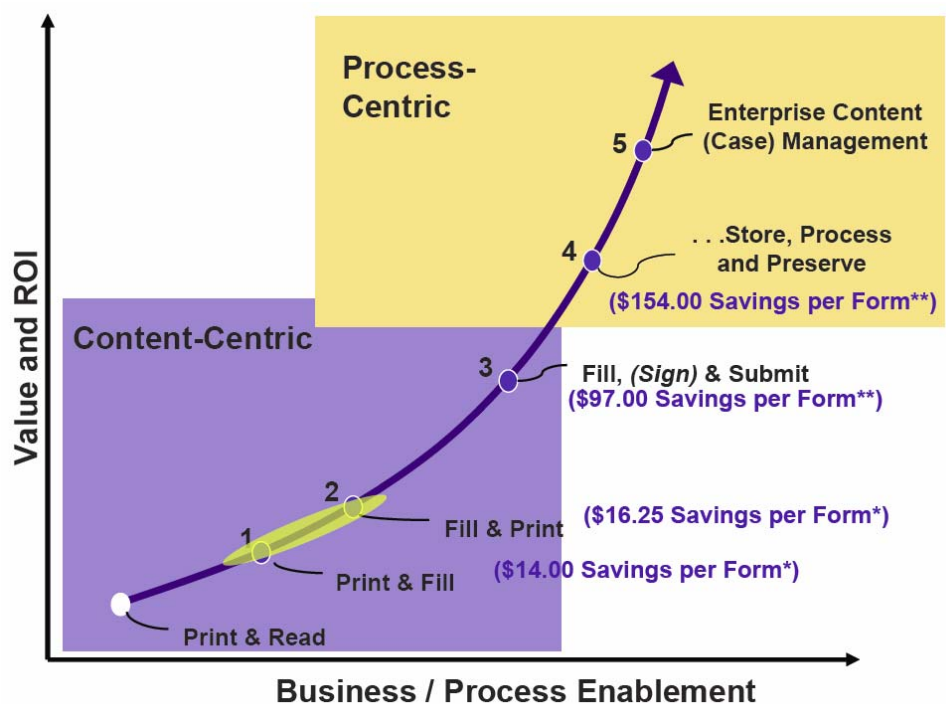 Process-
Centric
5
Enterprise Content
(Case) Management
4
. . .Store, Process
and Preserve
($154.00 Savings per Form**)
Content-Centric
3
Fill, (Sign) & Submit
($97.00 Savings per Form**)
2
Fill & Print
($16.25 Savings per Form*)
1
Print & Fill
($14.00 Savings per Form*)
Print & Read
Value and ROI
Business / Process Enablement